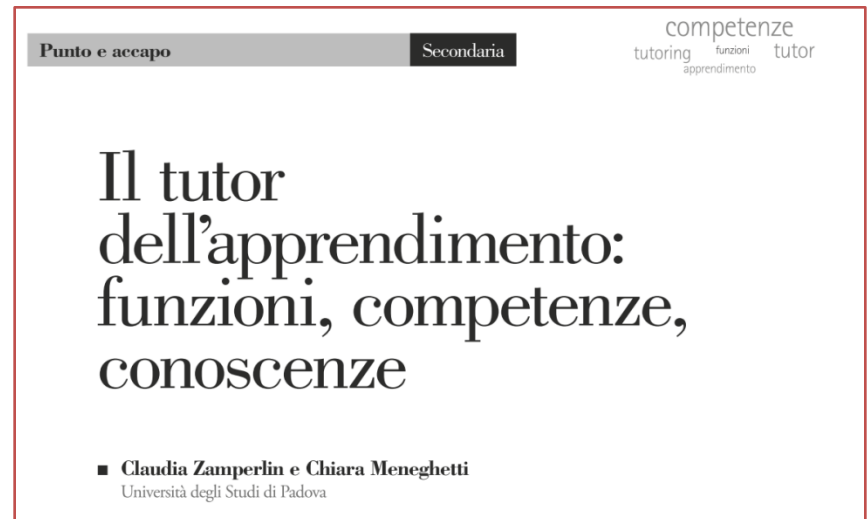 Punto e accapo
Secondaria
competenze
tutoring funzioni tutor
apprendimento
Il tutor
dell'apprendimento:
funzioni, competenze,
conoscenze
■ Claudia Zamperlin e Chiara Meneghetti
Università degli Studi di Padova